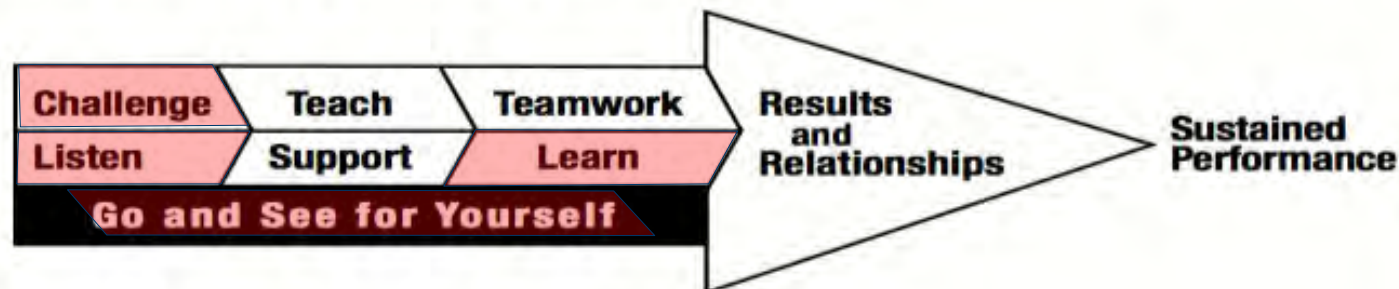 Challenge
Teach
Teamwork
Listen
Support
Learn
Go and See for Yourself
Results
and
Relationships
Sustained
Performance